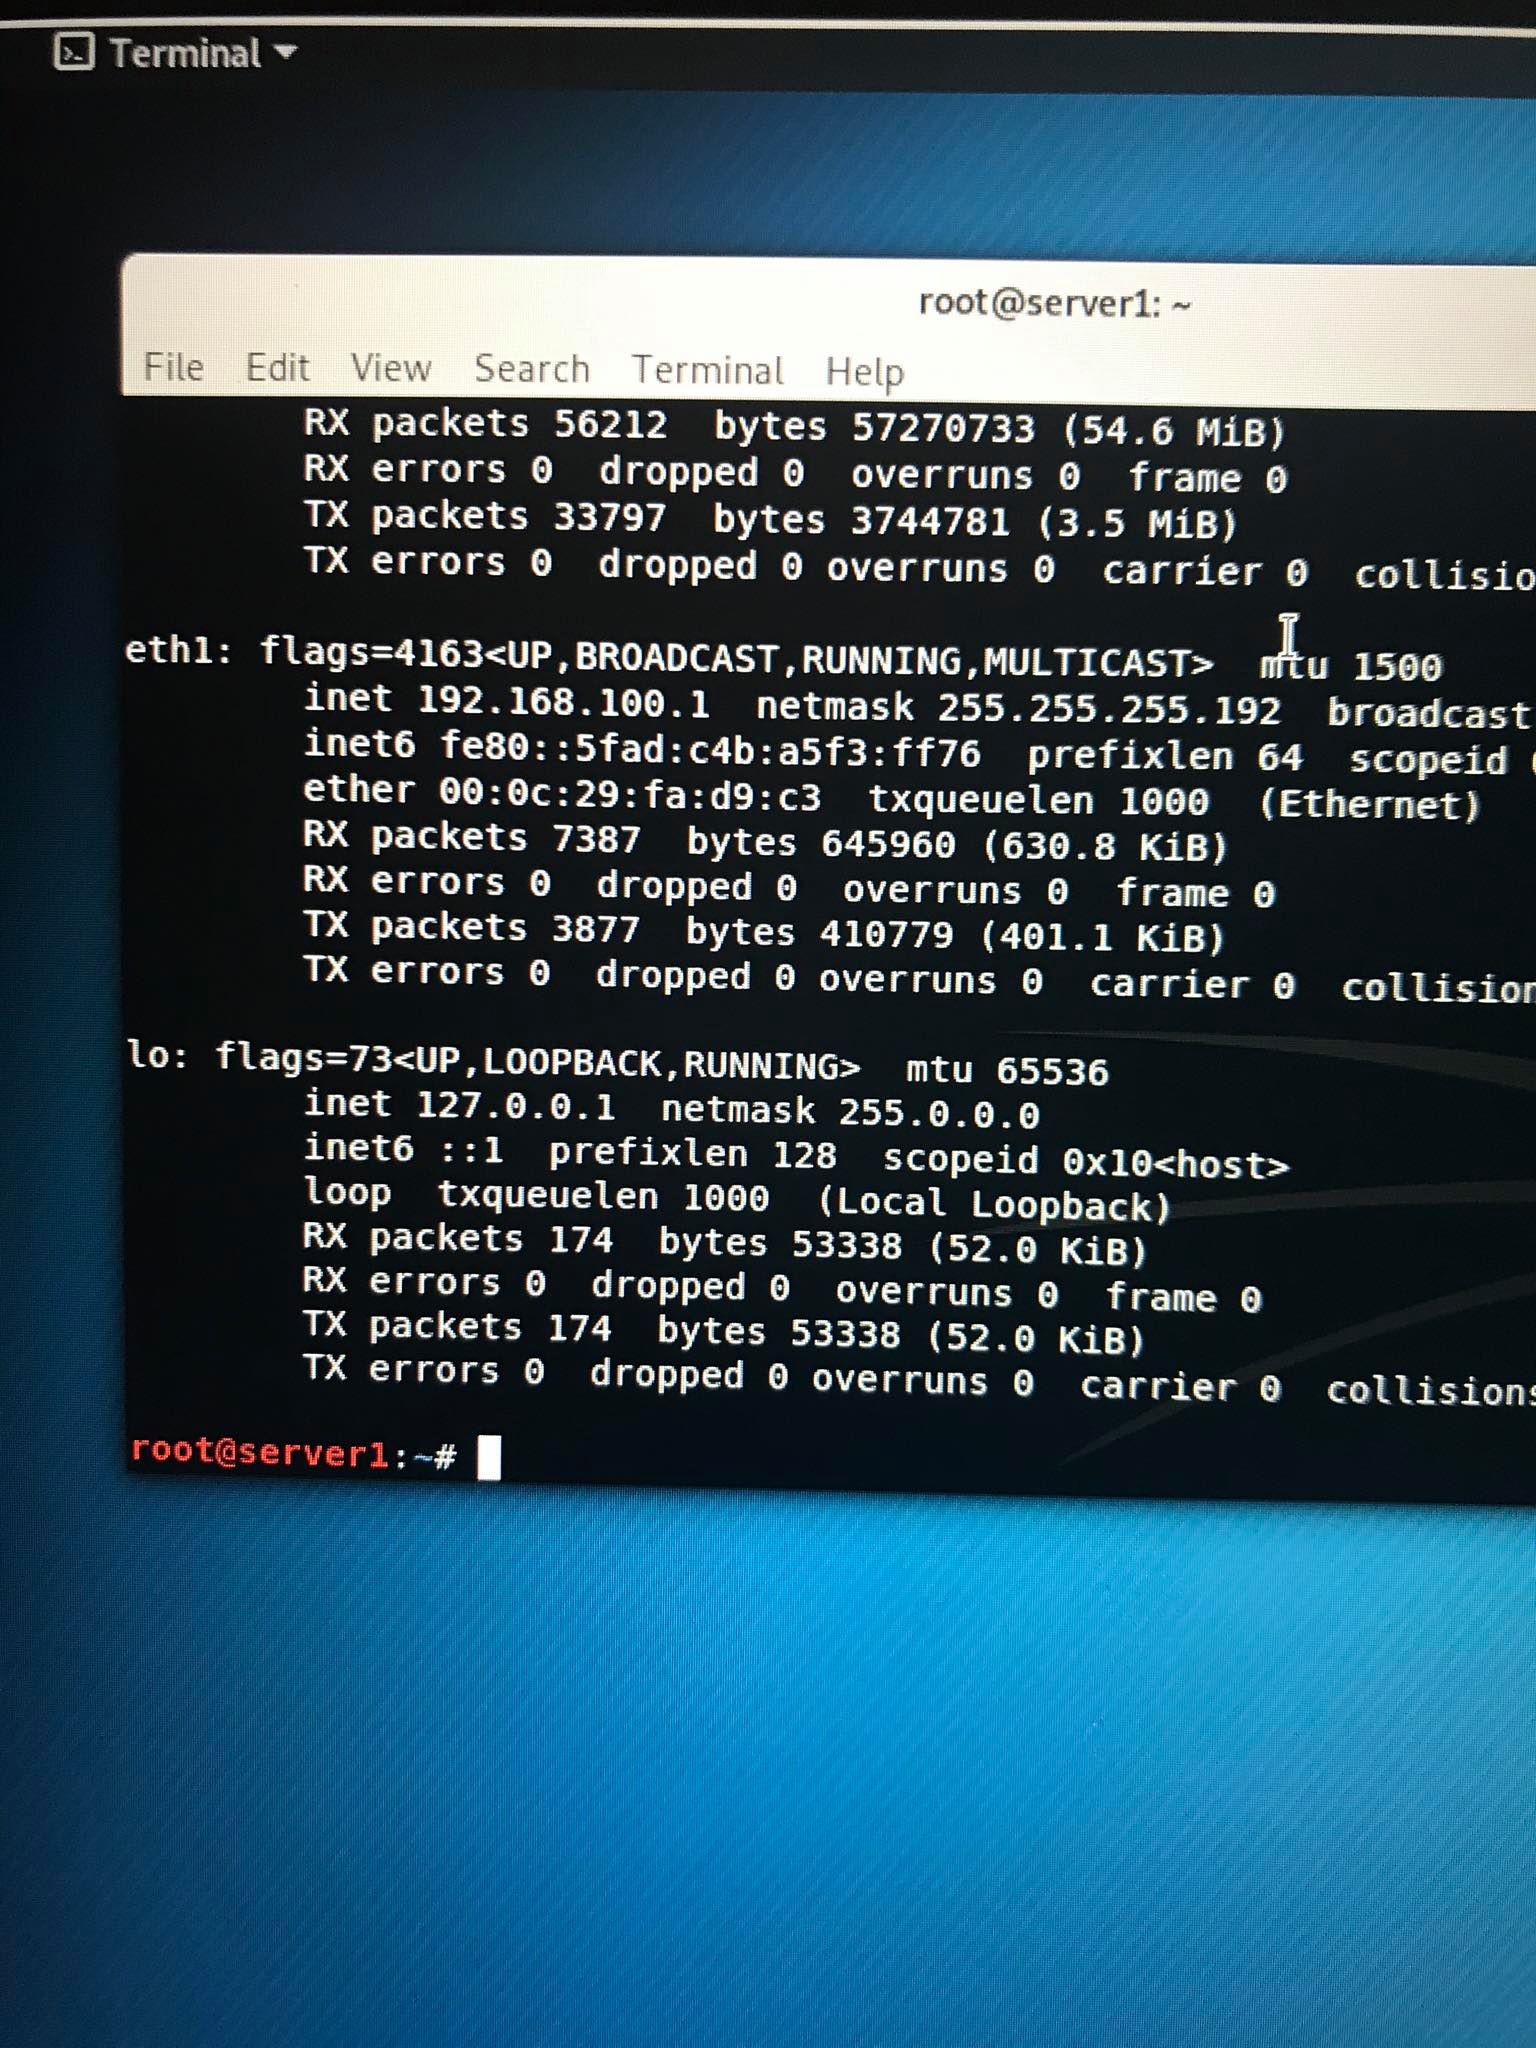 Terminal
root@server1: ~
File Edit View Search Terminal Help
RX packets 56212  bytes 57270733 (54.6 MiB)
RX errors 0  dropped 0  overruns 0  frame 0
TX packets 33797  bytes 3744781 (3.5 MiB)
TX errors 0  dropped 0 overruns 0  carrier 0  collisio
eth1: flags=4163<UP,BROADCAST,RUNNING,MULTICAST>  mtu 1500
inet 192.168.100.1  netmask 255.255.255.192  broadcast
inet6 fe80::5fad:c4b:a5f3:ff76  prefixlen 64  scopeid
ether 00:0c:29:fa:d9:c3  txqueuelen 1000  (Ethernet)
RX packets 7387  bytes 645960 (630.8 KiB)
RX errors 0  dropped 0  overruns 0  frame 0
TX packets 3877  bytes 410779 (401.1 KiB)
TX errors 0  dropped 0 overruns 0  carrier 0  collision
lo: flags=73<UP,LOOPBACK,RUNNING>  mtu 65536
inet 127.0.0.1  netmask 255.0.0.0
inet6 ::1  prefixlen 128  scopeid 0x10<host>
loop  txqueuelen 1000  (Local Loopback)
RX packets 174  bytes 53338 (52.0 KiB)
RX errors 0  dropped 0  overruns 0  frame 0
TX packets 174  bytes 53338 (52.0 KiB)
TX errors 0  dropped 0 overruns 0  carrier 0  collisions
root@server1:~#